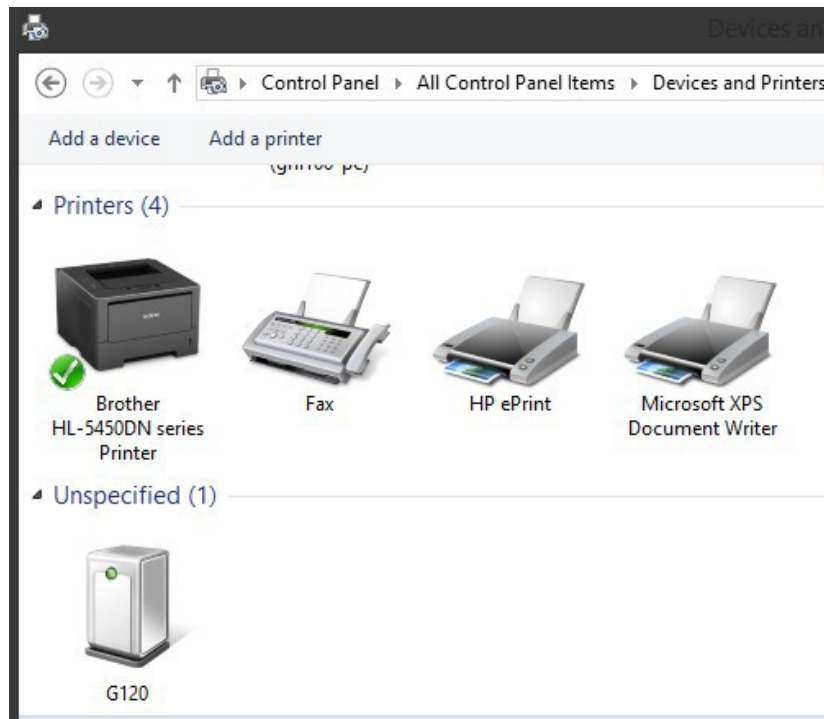 Devices an
Control Panel All Control Panel Items Devices and Printers
Add a device Add a printer
Printers (4)
Brother
HL-5450DN series
Printer
Fax
HP ePrint
Microsoft XPS
Document Writer
Unspecified (1)
G120